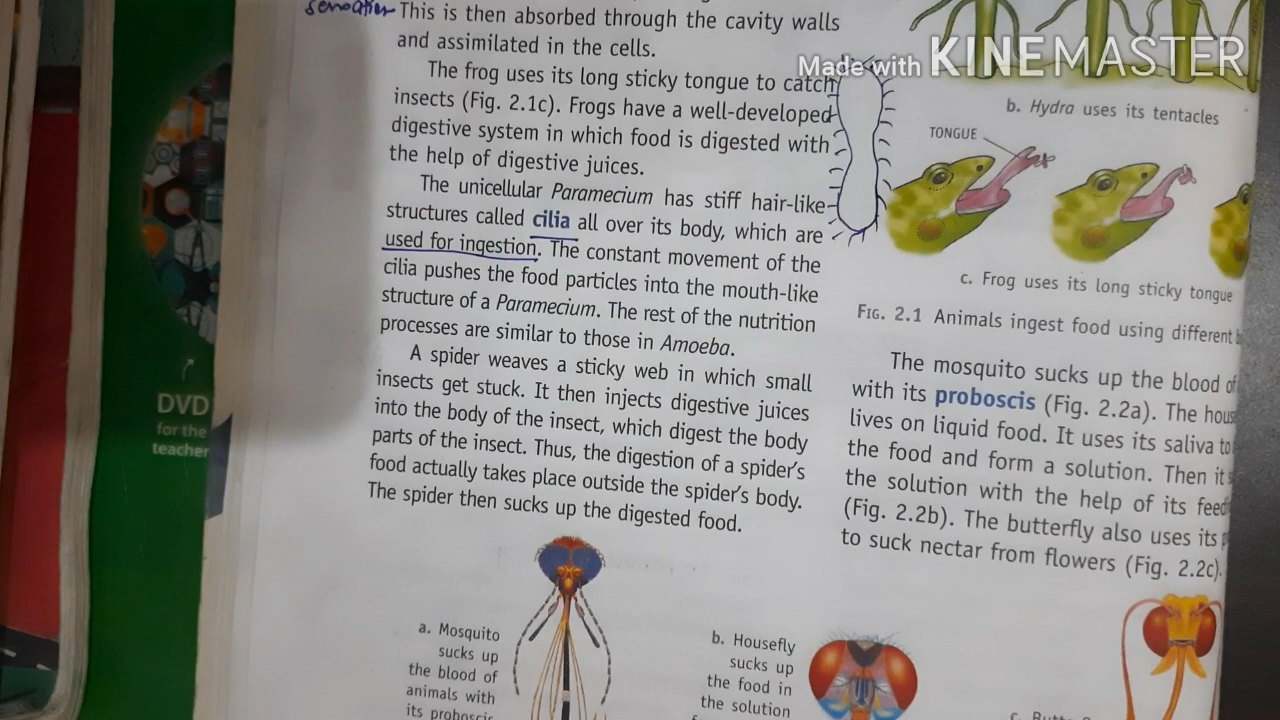 sensation
This is then absorbed through the cavity walls
and assimilated in the cells.
The frog uses its long sticky tongue to catch
insects (Fig. 2.1c). Frogs have a well-developed
digestive system in which food is digested with
the help of digestive juices.
The unicellular Paramecium has stiff hair-like
structures called cilia all over its body, which are
used for ingestion. The constant movement of the
cilia pushes the food particles into the mouth-like
structure of a Paramecium. The rest of the nutrition
processes are similar to those in Amoeba.
A spider weaves a sticky web in which small
insects get stuck. It then injects digestive juices
into the body of the insect, which digest the body
parts of the insect. Thus, the digestion of a spider's
food actually takes place outside the spider's body.
The spider then sucks up the digested food.
a. Mosquito
sucks up
the blood of
animals with
its proboscis
b. Housefly
sucks up
the food in
the solution
Made with KINEMASTER
b. Hydra uses its tentacles
TONGUE
c. Frog uses its long sticky tongue
FIG. 2.1 Animals ingest food using different
The mosquito sucks up the blood of
with its proboscis (Fig. 2.2a). The
lives on liquid food. It uses its saliva to
the food and form a solution. Then it
the solution with the help of its
(Fig. 2.2b). The butterfly also uses its
to suck nectar from flowers (Fig. 2.2c).
DVD
for the
teacher